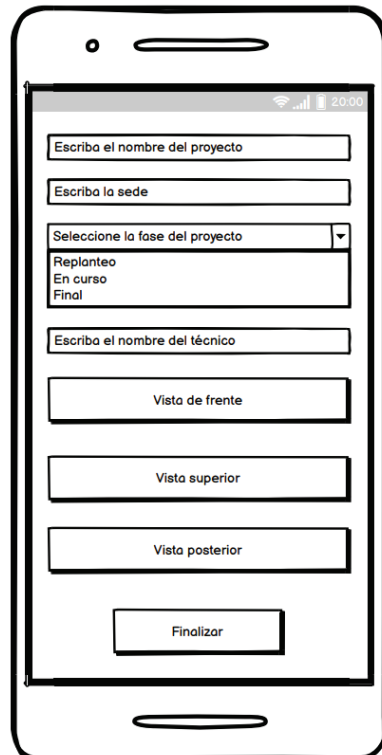 20:00
Escriba el nombre del proyecto
Escriba la sede
Seleccione la fase del proyecto
Replanteo
En curso
Final
Escriba el nombre del técnico
Vista de frente
Vista superior
Vista posterior
Finalizar